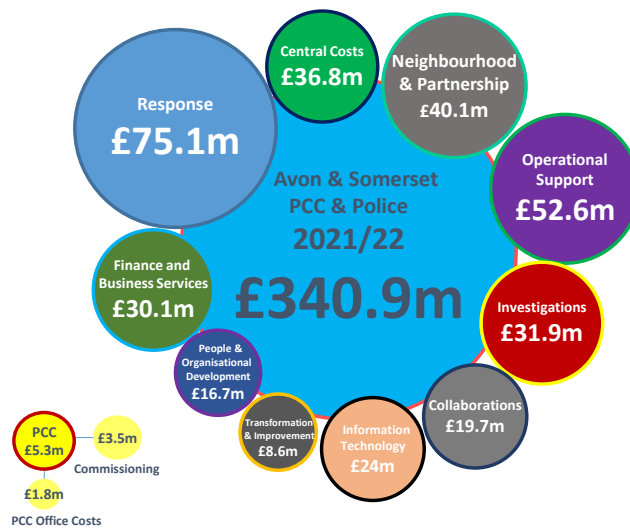 Central Costs
£36.8m
Neighbourhood
& Partnership
£40.1m
Response
£75.1m
Operational
Support
£52.6m
Avon & Somerset
PCC & Police
2021/22
£340.9m
Finance and
Business Services
£30.1m
Investigations
£31.9m
People &
Organisational
Development
£16.7m
Collaborations
£19.7m
Transformation
& Improvement
£8.6m
Information
Technology
£24m
PCC
£5.3m
£3.5m
Commissioning
£1.8m
PCC Office Costs